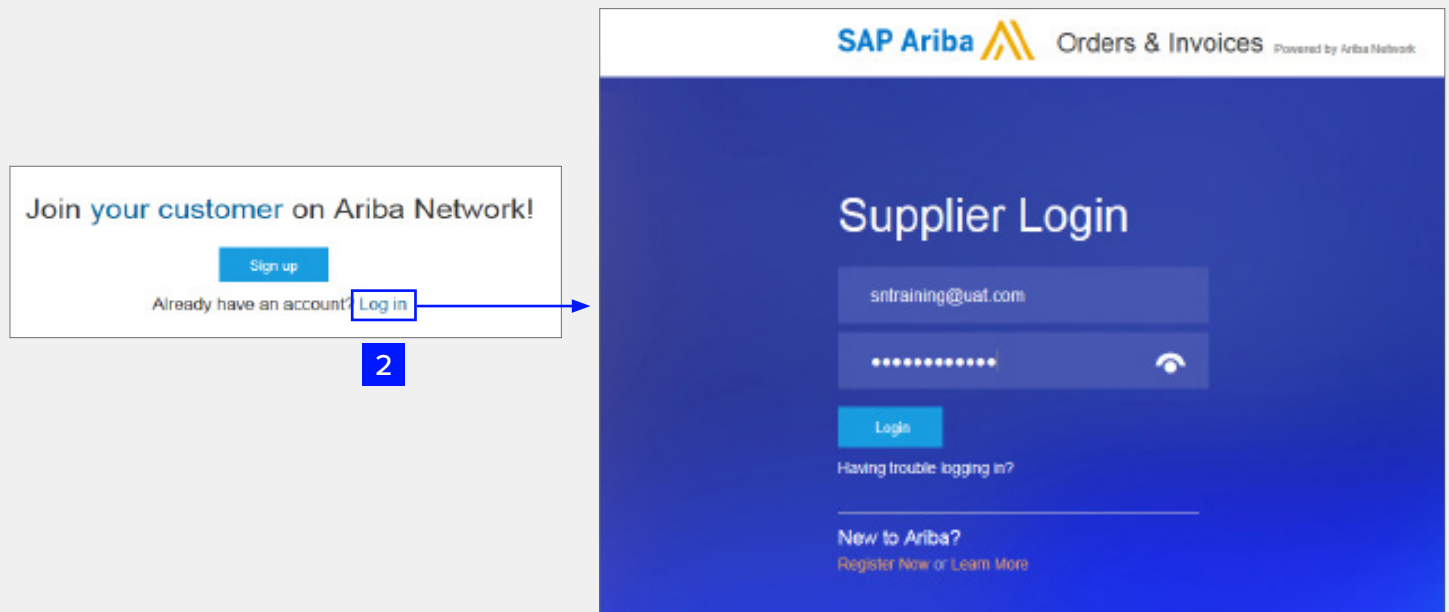 Join your customer on Ariba Network!
Sign up
Already have an account? Log in
2
SAP Ariba Orders & Invoices Powered by Ariba Network
Supplier Login
sntraining@uat.com
••••••••••••
Login
Having trouble logging in?
New to Ariba?
Register Now or Learn More